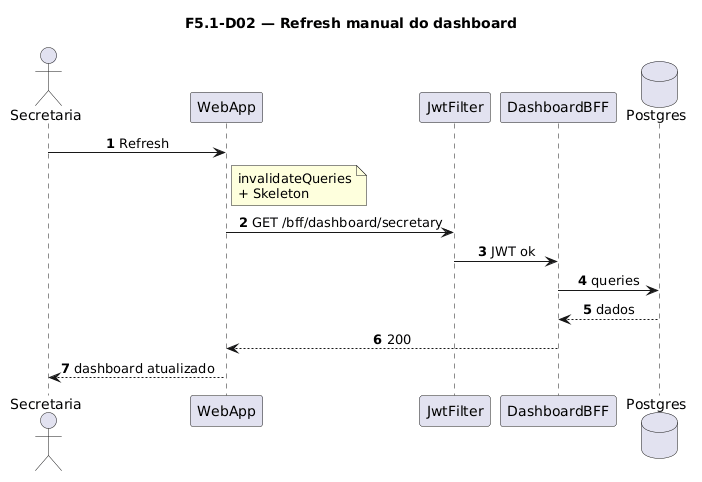 F5.1-D02 — Refresh manual do dashboard
Secretaria
WebApp
JwtFilter
DashboardBFF
Postgres
1 Refresh
invalidateQueries
+ Skeleton
2 GET /bff/dashboard/secretary
3 JWT ok
4 queries
5 dados
6 200
7 dashboard atualizado
Secretaria
WebApp
JwtFilter
DashboardBFF
Postgres